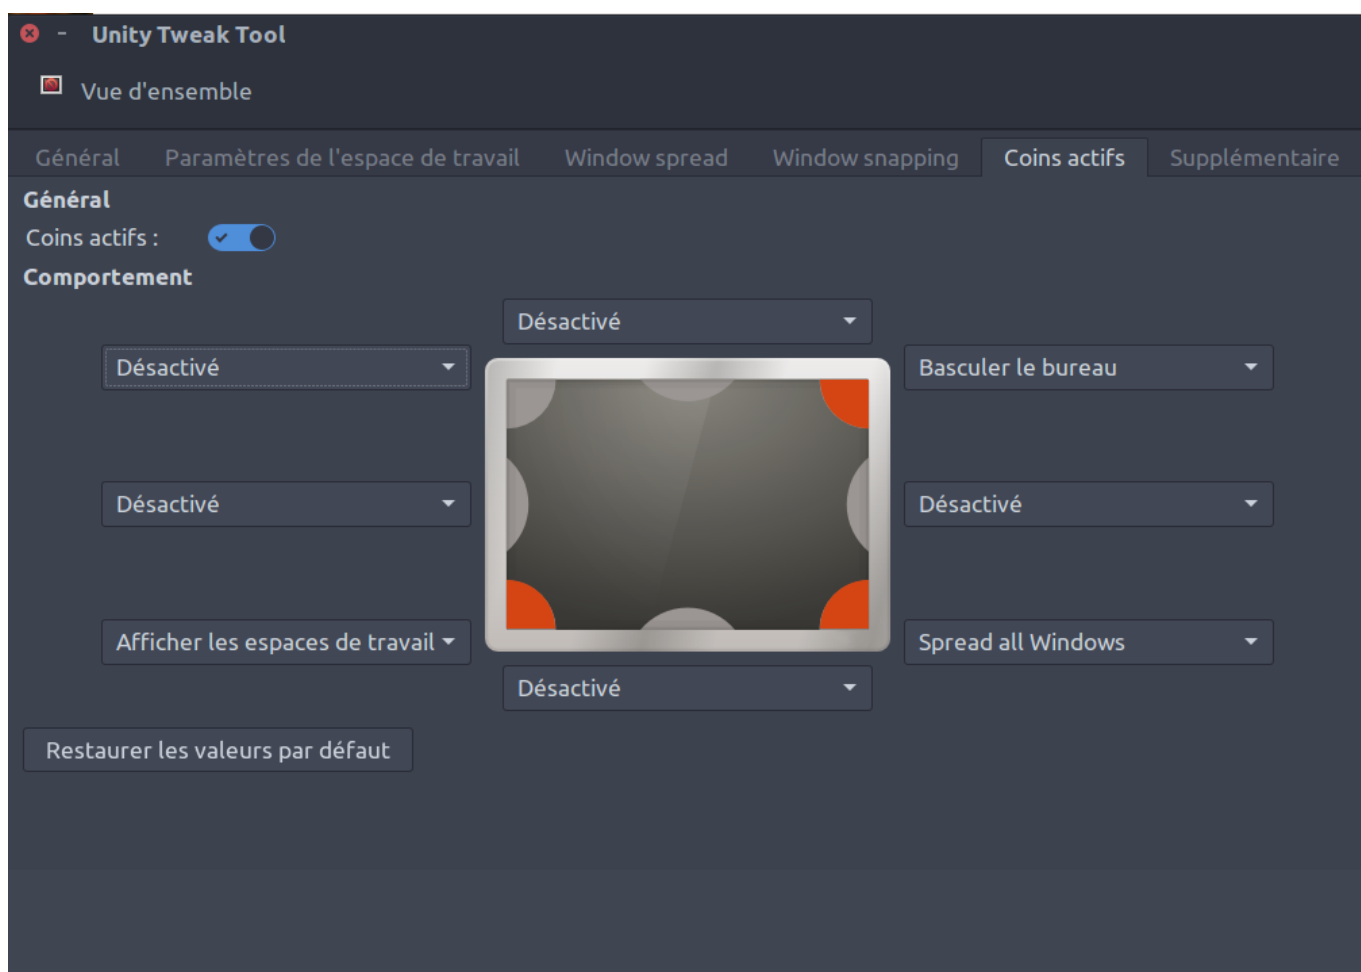 Unity Tweak Tool
Vue d'ensemble
Général Paramètres de l'espace de travail Window spread Window snapping Coins actifs Supplémentaire
Général
Coins actifs :
Comportement
Désactivé
Désactivé Basculer le bureau
Désactivé Désactivé
Afficher les espaces de travail Spread all Windows
Désactivé
Restaurer les valeurs par défaut